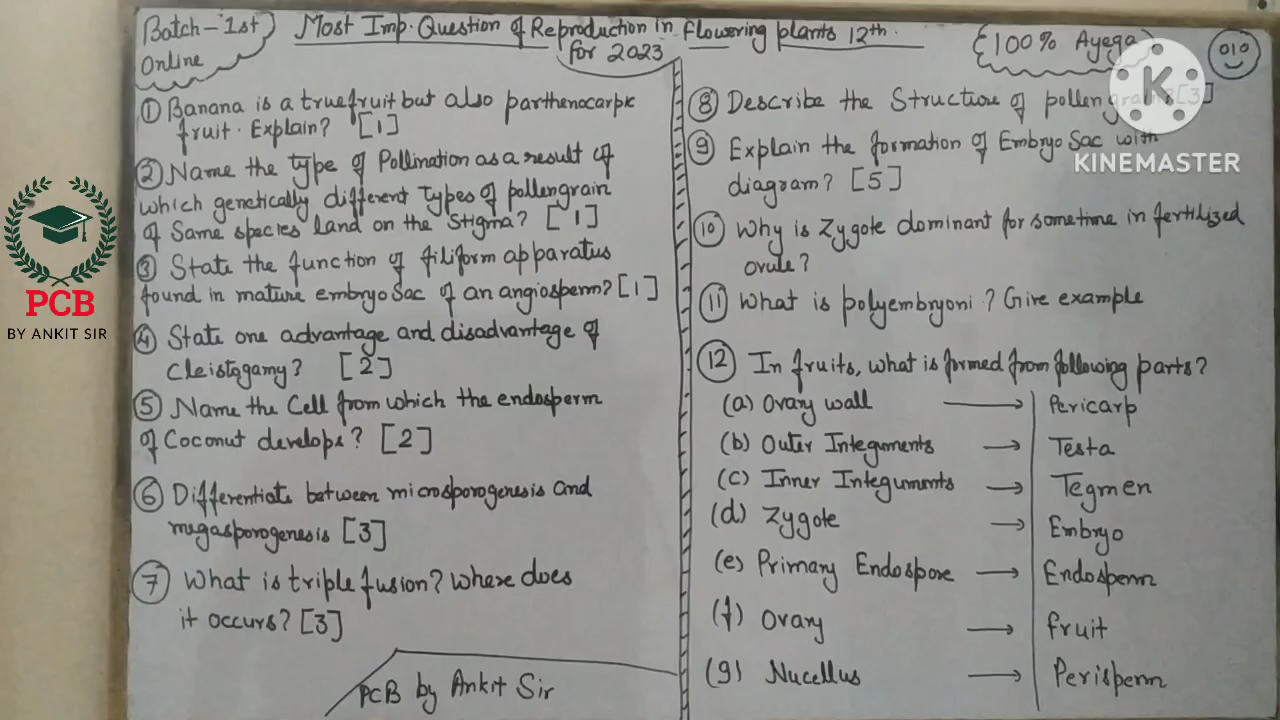 Batch-1st
Online
Most Imp. Question of Reproduction in flowering plants 12th.
for 2023
{100% Ayega}
① Banana is a true fruit but also parthenocarpic
fruit. Explain? [1]
② Name the type of Pollination as a result of
which genetically different types of pollengrain
of Same species land on the Stigma? [1]
③ State the function of filiform apparatus
found in mature embryo Sac of an angiosperm? [1]
④ State one advantage and disadvantage of
Cleistogamy? [2]
⑤ Name the Cell from which the endosperm
of Coconut develops? [2]
⑥ Differentiate between microsporogenesis and
megasporogenesis [3]
⑦ What is triple fusion? Where does
it occurs? [3]
PCB by Ankit Sir
⑧ Describe the Structure of pollengrain? [3]
⑨ Explain the formation of Embryo Sac with
diagram? [5]
⑩ Why is Zygote dominant for sometime in fertilized
ovule?
⑪ What is polyembryoni? Give example
⑫ In fruits, what is formed from following parts?
(a) Ovary wall → Pericarp
(b) Outer Integuments → Testa
(c) Inner Integuments → Tegmen
(d) Zygote → Embryo
(e) Primary Endospore → Endosperm
(f) Ovary → fruit
(g) Nucellus → Perisperm
PCB
BY ANKIT SIR
K
KINEMASTER